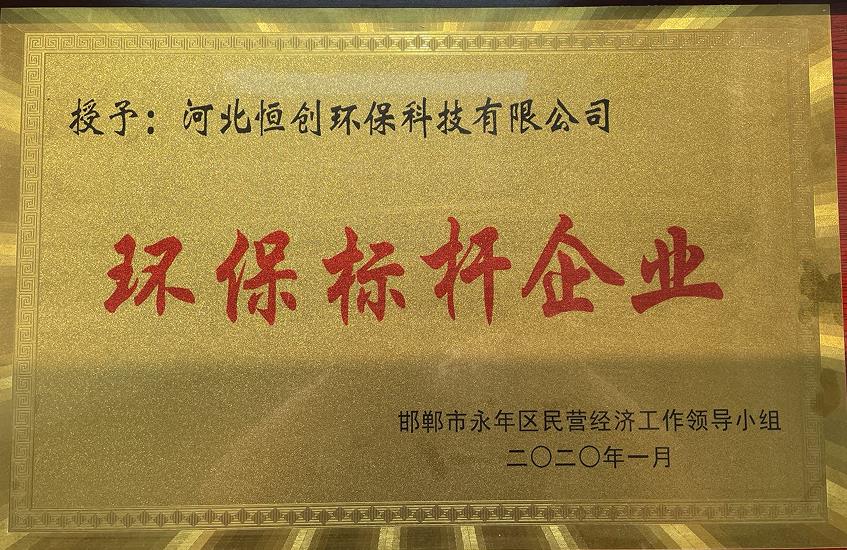 授予：河北恒创环保科技有限公司
环保标杆企业
邯郸市永年区民营经济工作领导小组
二〇二〇年一月